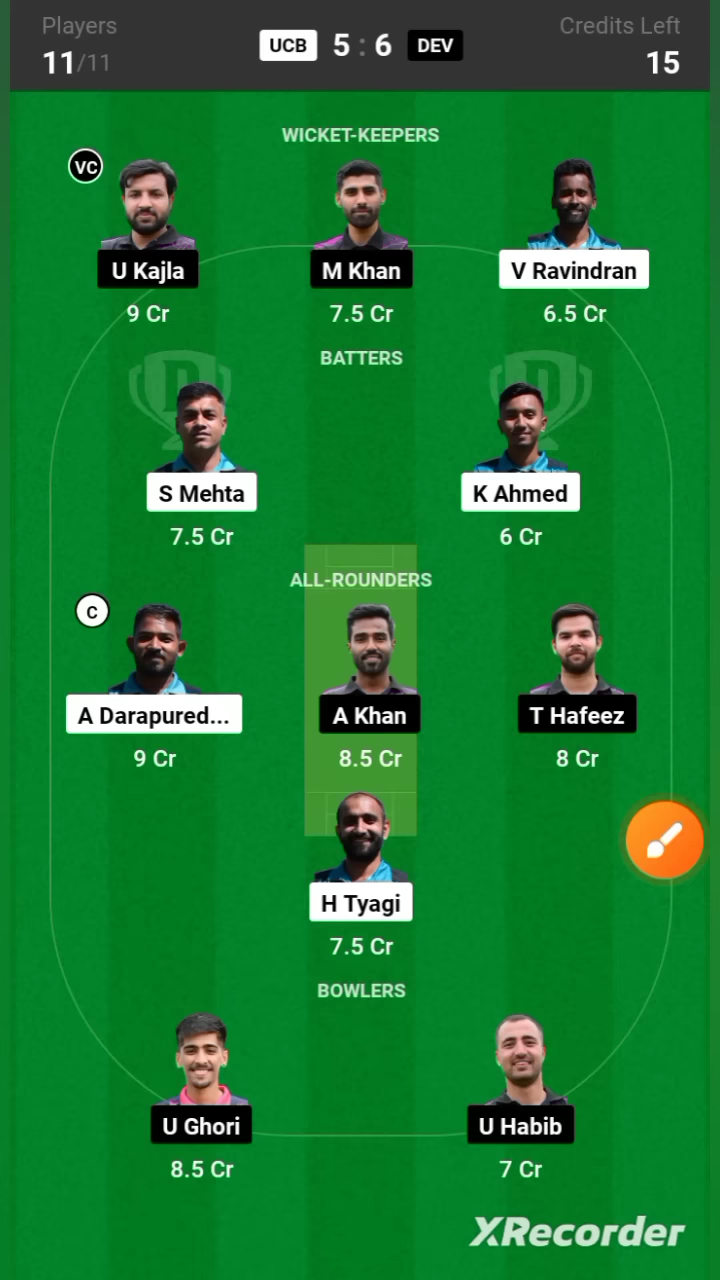 Players
Credits Left
11/11
UCB 5 : 6 DEV
15
WICKET-KEEPERS
VC
U Kajla
M Khan
V Ravindran
9 Cr
7.5 Cr
6.5 Cr
BATTERS
S Mehta
K Ahmed
7.5 Cr
6 Cr
ALL-ROUNDERS
C
A Darapured...
A Khan
T Hafeez
9 Cr
8.5 Cr
8 Cr
H Tyagi
7.5 Cr
BOWLERS
U Ghori
U Habib
8.5 Cr
7 Cr
XRecorder